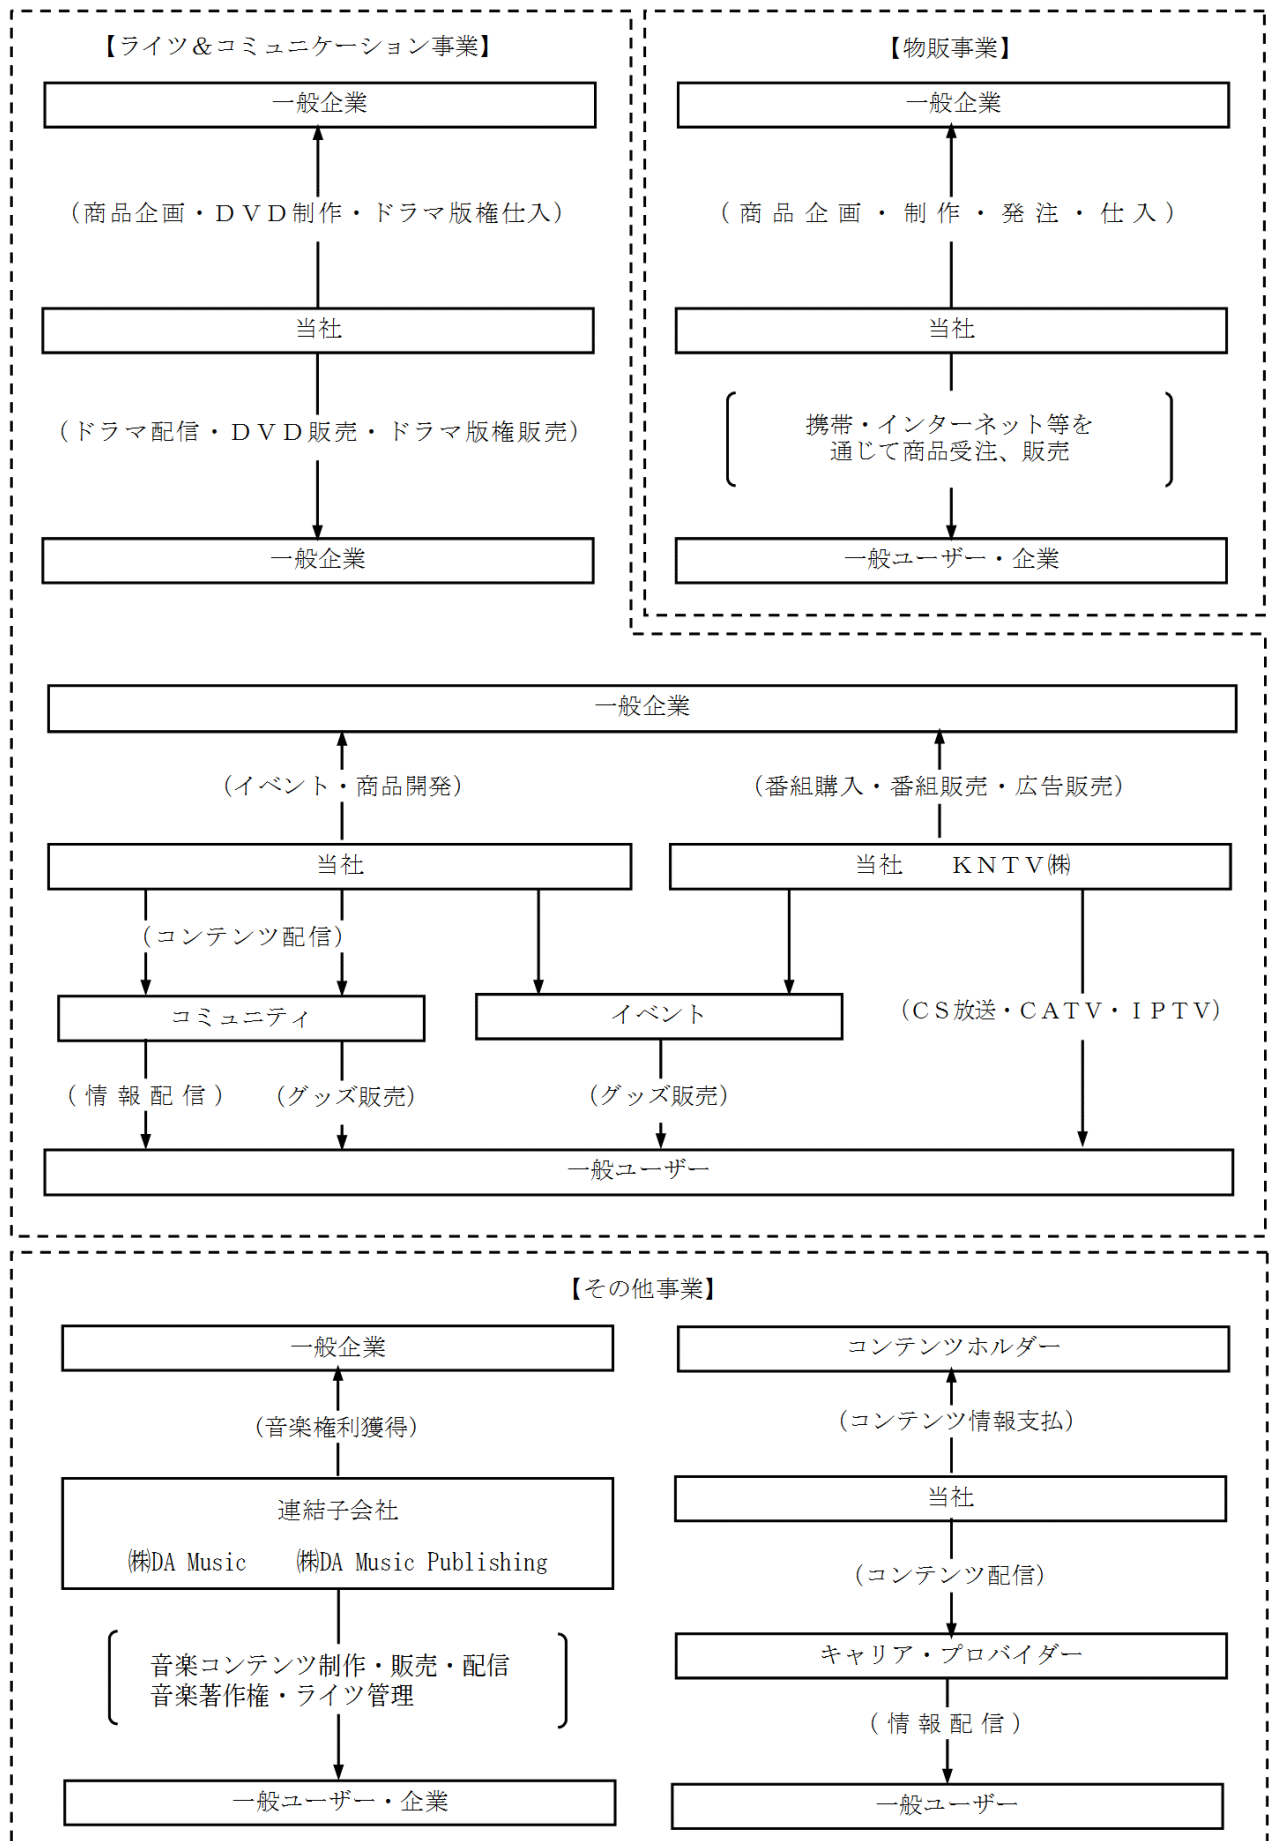 【ライツ＆コミュニケーション事業】
一般企業
（商品企画・ＤＶＤ制作・ドラマ版権仕入）
当社
（ドラマ配信・ＤＶＤ販売・ドラマ版権販売）
一般企業
【物販事業】
一般企業
（商品企画・制作・発注・仕入）
当社
携帯・インターネット等を
通じて商品受注、販売
一般ユーザー・企業
一般企業
（イベント・商品開発）
（番組購入・番組販売・広告販売）
当社
当社　ＫＮＴＶ㈱
（コンテンツ配信）
コミュニティ
イベント
（ＣＳ放送・ＣＡＴＶ・ＩＰＴＶ）
（情報配信）
（グッズ販売）
（グッズ販売）
一般ユーザー
【その他事業】
一般企業
（音楽権利獲得）
連結子会社
㈱DA Music　㈱DA Music Publishing
音楽コンテンツ制作・販売・配信
音楽著作権・ライツ管理
一般ユーザー・企業
コンテンツホルダー
（コンテンツ情報支払）
当社
（コンテンツ配信）
キャリア・プロバイダー
（情報配信）
一般ユーザー